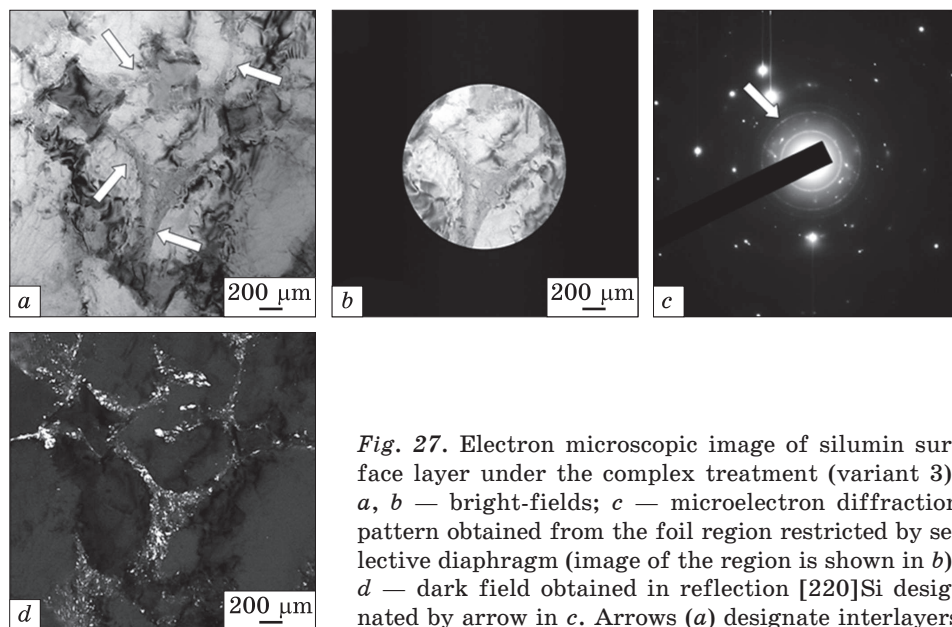 a
200 µm
b
200 µm
c
d
200 µm
Fig. 27. Electron microscopic image of silumin sur-
face layer under the complex treatment (variant 3)
a, b — bright-fields; c — microelectron diffraction
pattern obtained from the foil region restricted by se-
lective diaphragm (image of the region is shown in b)
d — dark field obtained in reflection [220]Si desig-
nated by arrow in c. Arrows (a) designate interlayers